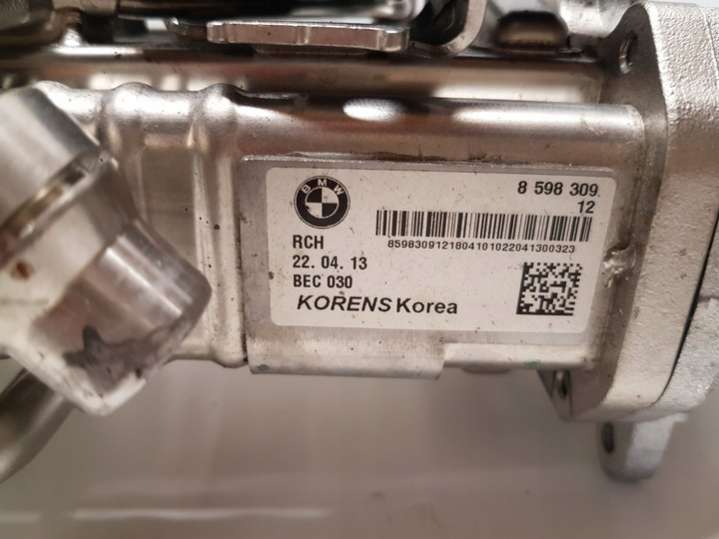 BMW
8 598 309
12
8598309121804101022041300323
RCH
22. 04. 13
BEC 030
KORENS Korea